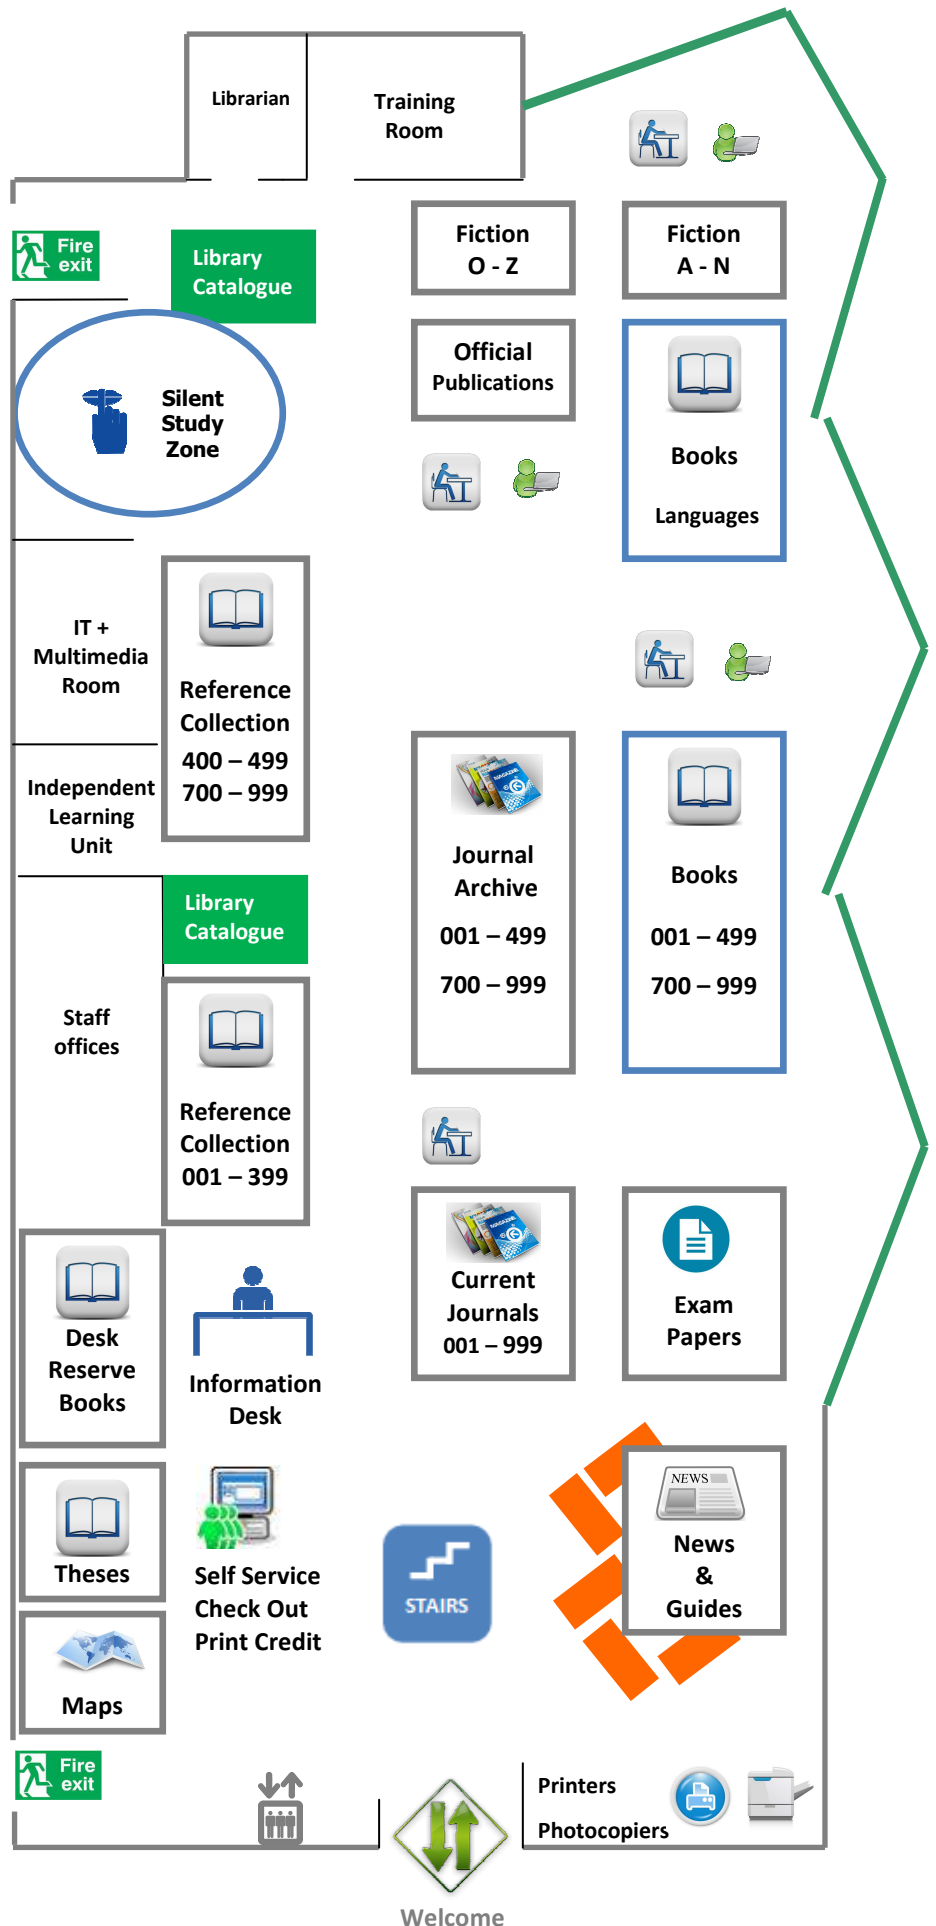 Librarian
Training
Room
Fire
exit
Library
Catalogue
Fiction
O - Z
Fiction
A - N
Official
Publications
Silent
Study
Zone
Books
Languages
IT +
Multimedia
Room
Reference
Collection
400 – 499
700 – 999
Independent
Learning
Unit
MAGAZINE
Journal
Archive
001 – 499
700 – 999
Books
001 – 499
700 – 999
Library
Catalogue
Staff
offices
Reference
Collection
001 – 399
MAGAZINE
Current
Journals
001 – 999
Exam
Papers
Desk
Reserve
Books
Information
Desk
NEWS
News
&
Guides
Theses
Self Service
Check Out
Print Credit
STAIRS
Maps
Fire
exit
Printers
Photocopiers
Welcome